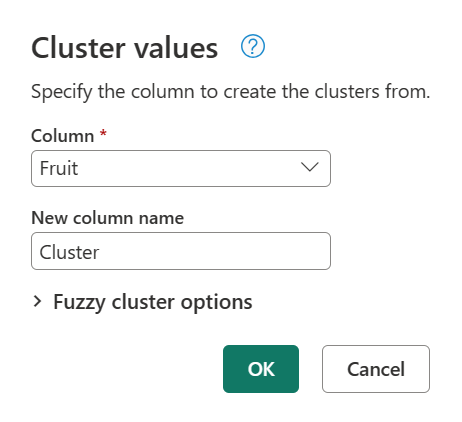 Cluster values ?
Specify the column to create the clusters from.
Column *
Fruit
New column name
Cluster
Fuzzy cluster options
OK Cancel